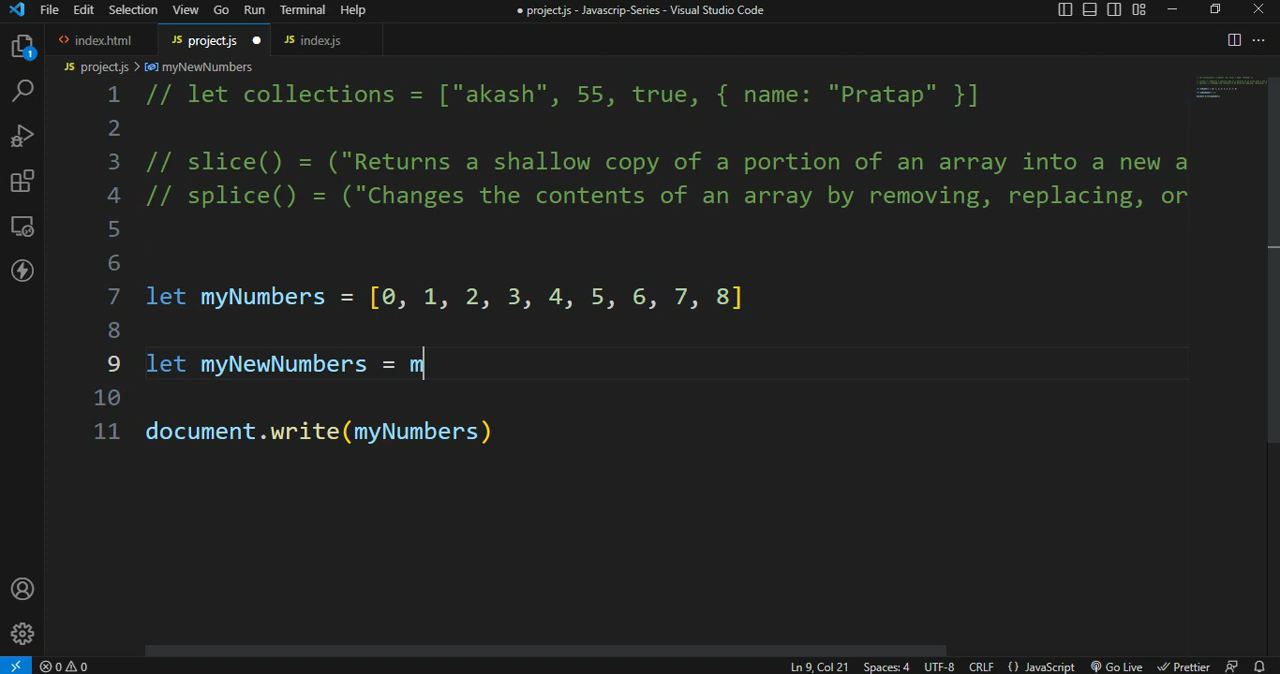 File Edit Selection View Go Run Terminal Help
● project.js - Javascrip-Series - Visual Studio Code
index.html JS project.js ● JS index.js
JS project.js > myNewNumbers
1 // let collections = ["akash", 55, true, { name: "Pratap" }]
2
3 // slice() = ("Returns a shallow copy of a portion of an array into a new a
4 // splice() = ("Changes the contents of an array by removing, replacing, or
5
6
7 let myNumbers = [0, 1, 2, 3, 4, 5, 6, 7, 8]
8
9 let myNewNumbers = m
10
11 document.write(myNumbers)
1
0 0 Ln 9, Col 21 Spaces: 4 UTF-8 CRLF {} JavaScript Go Live Prettier